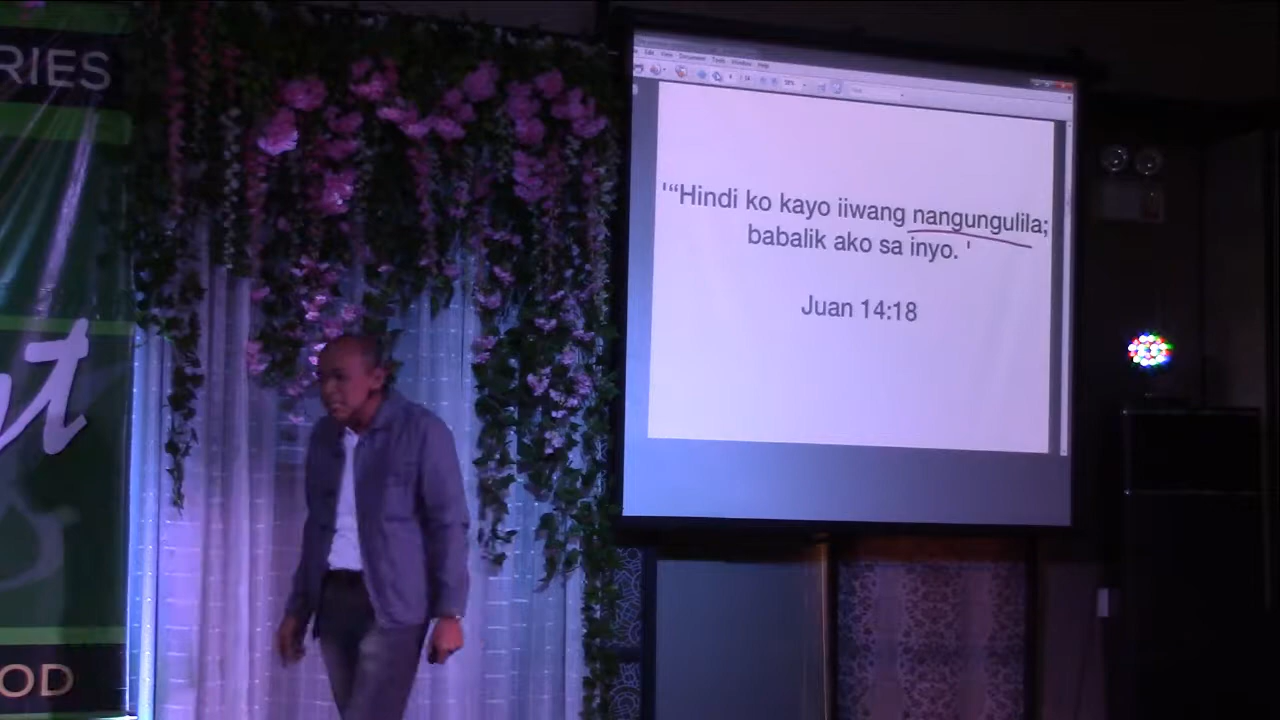 RIES
OD
'“Hindi ko kayo iiwang nangungulila;
babalik ako sa inyo. '
Juan 14:18